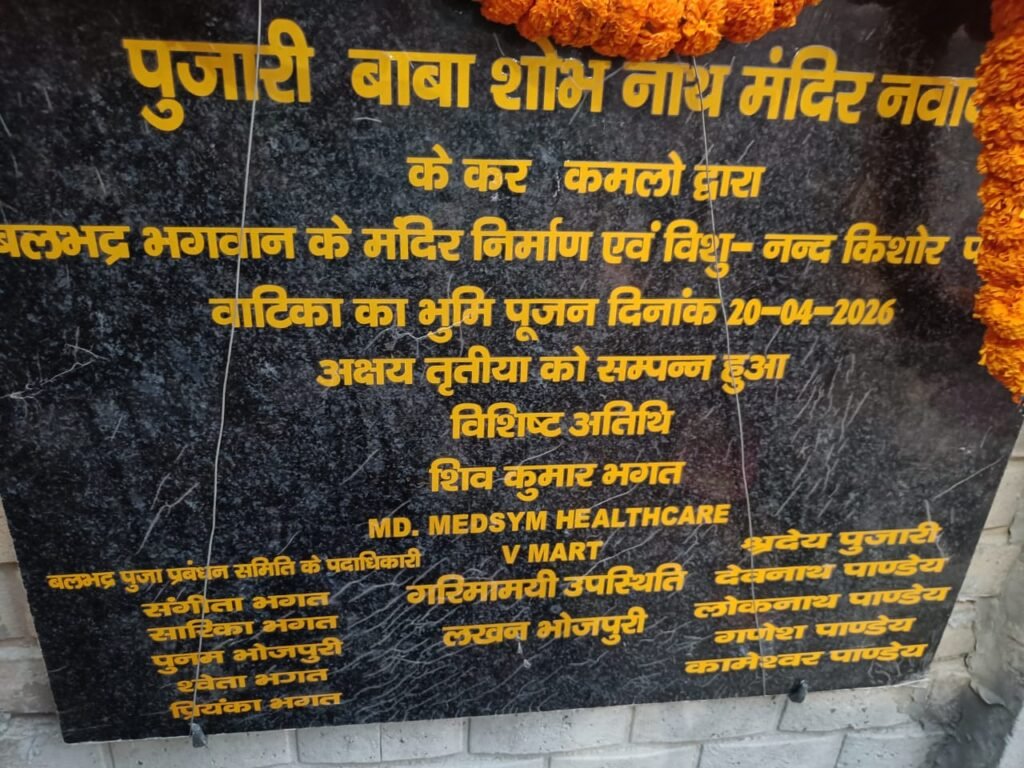 पुजारी बाबा शोभ नाथ मंदिर
के कर कमलो द्वारा
बलभद्र भगवान के मंदिर निर्माण एवं विशु- नन्द किशोर
वाटिका का भुमि पूजन दिनांक 20-04-2026
अक्षय तृतीया को सम्पन्न हुआ
विशिष्ट अतिथि
शिव कुमार भगत
MD. MEDSYM HEALTHCARE
V MART
गरिमामयी उपस्थिति
लखन भोजपुरी
बलभद्र पुजा प्रबंधन समिति के पदाधिकारी
संगीता भगत
सारिका भगत
पुनम भोजपुरी
श्वेता भगत
प्रियंका भगत
श्रदेय पुजारी
देवनाथ पाण्डेय
लोकनाथ पाण्डेय
गणेश पाण्डेय
कामेश्वर पाण्डेय